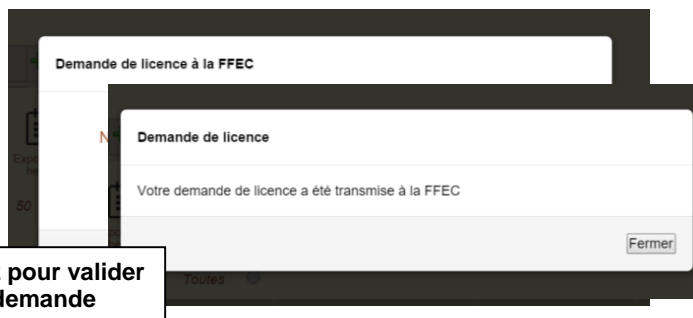 Demande de licence à la FFEC
Demande de licence
Votre demande de licence a été transmise à la FFEC
Fermer
50
Toutes
pour valider
demande